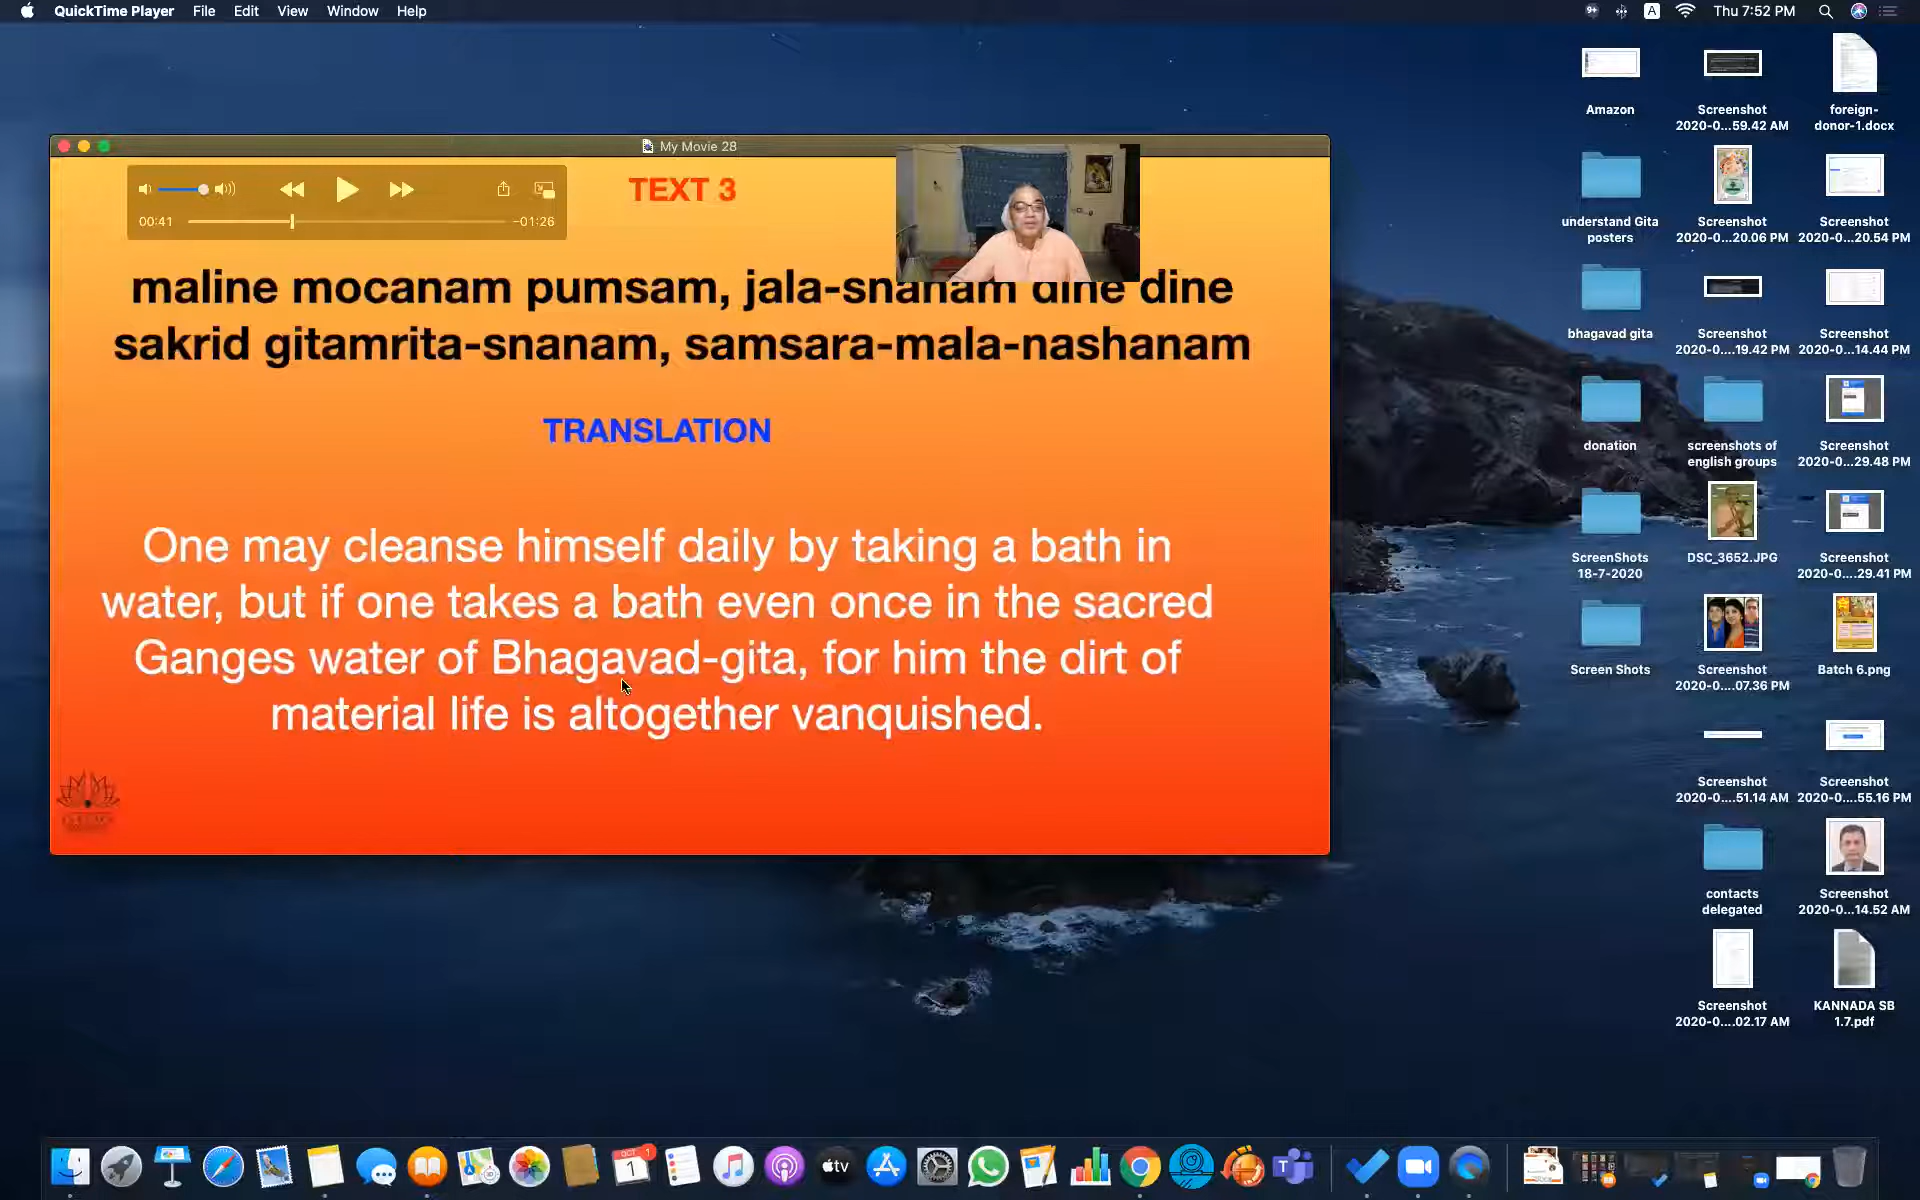 QuickTime Player File Edit View Window Help
9+ A Thu 7:52 PM
My Movie 28
00:41 −01:26
TEXT 3
maline mocanam pumsam, jala-snanam dine dine
sakrid gitamrita-snanam, samsara-mala-nashanam
TRANSLATION
One may cleanse himself daily by taking a bath in
water, but if one takes a bath even once in the sacred
Ganges water of Bhagavad-gita, for him the dirt of
material life is altogether vanquished.
Amazon
Screenshot
2020-0...59.42 AM
foreign-
donor-1.docx
understand Gita
posters
Screenshot
2020-0...20.06 PM
Screenshot
2020-0...20.54 PM
bhagavad gita
Screenshot
2020-0....19.42 PM
Screenshot
2020-0...14.44 PM
donation
screenshots of
english groups
Screenshot
2020-0...29.48 PM
ScreenShots
18-7-2020
DSC_3652.JPG
Screenshot
2020-0....29.41 PM
Screen Shots
Screenshot
2020-0....07.36 PM
Batch 6.png
Screenshot
2020-0....51.14 AM
Screenshot
2020-0....55.16 PM
contacts
delegated
Screenshot
2020-0...14.52 AM
Screenshot
2020-0....02.17 AM
KANNADA SB
1.7.pdf
OCT 1
1
tv
T